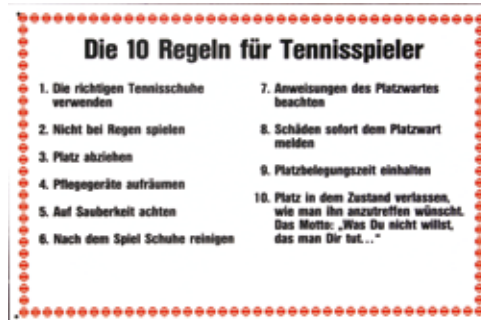 Die 10 Regeln für Tennisspieler
1. Die richtigen Tennisschuhe
verwenden
2. Nicht bei Regen spielen
3. Platz abziehen
4. Pflegegeräte aufräumen
5. Auf Sauberkeit achten
6. Nach dem Spiel Schuhe reinigen
7. Anweisungen des Platzwartes
beachten
8. Schäden sofort dem Platzwart
melden
9. Platzbelegungszeit einhalten
10. Platz in dem Zustand verlassen,
wie man ihn anzutreffen wünscht.
Das Motto: „Was Du nicht willst,
das man Dir tut..."